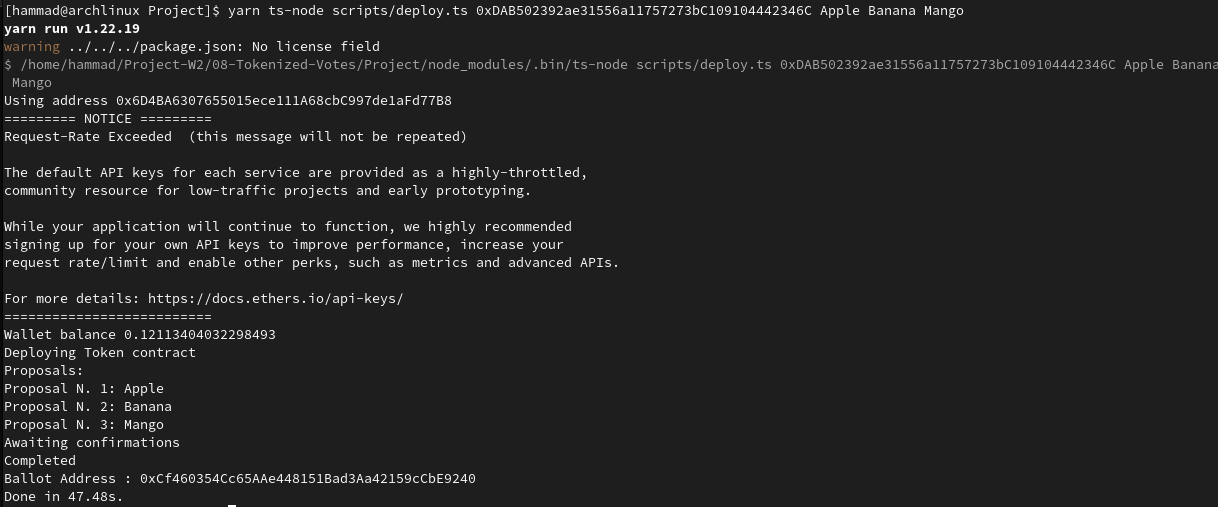 [hammad@archlinux Project]$ yarn ts-node scripts/deploy.ts 0xDAB502392ae31556a11757273bC109104442346C Apple Banana Mango
yarn run v1.22.19
warning ../../../package.json: No license field
$ /home/hammad/Project-W2/08-Tokenized-Votes/Project/node_modules/.bin/ts-node scripts/deploy.ts 0xDAB502392ae31556a11757273bC109104442346C Apple Banana
 Mango
Using address 0x6D4BA6307655015ece111A68cbC997de1aFd77B8
========= NOTICE =========
Request-Rate Exceeded  (this message will not be repeated)

The default API keys for each service are provided as a highly-throttled,
community resource for low-traffic projects and early prototyping.

While your application will continue to function, we highly recommended
signing up for your own API keys to improve performance, increase your
request rate/limit and enable other perks, such as metrics and advanced APIs.

For more details: https://docs.ethers.io/api-keys/
==========================
Wallet balance 0.12113404032298493
Deploying Token contract
Proposals:
Proposal N. 1: Apple
Proposal N. 2: Banana
Proposal N. 3: Mango
Awaiting confirmations
Completed
Ballot Address : 0xCf460354Cc65AAe448151Bad3Aa42159cCbE9240
Done in 47.48s.